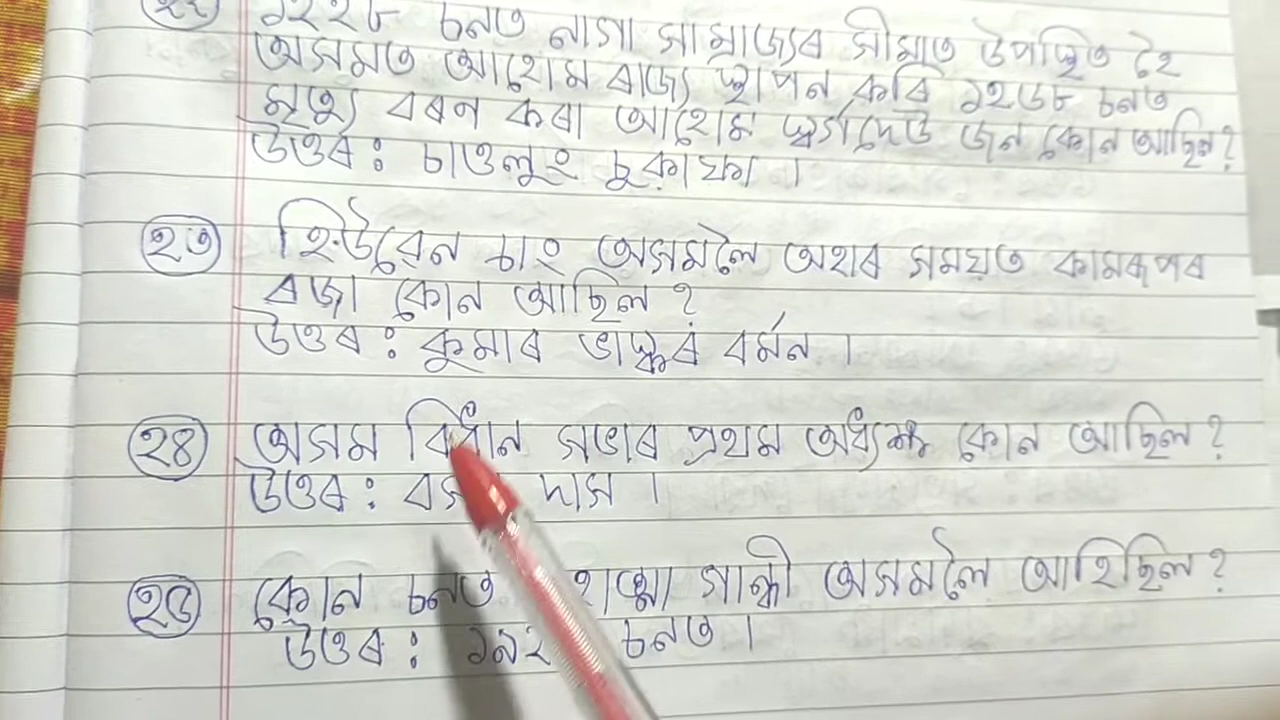 ২২ ১২২৮ চনত নাগা সাম্ৰাজ্যৰ সীমাত উপস্থিত হৈ
অসমত আহোম ৰাজ্য স্থাপন কৰি ১২৬৮ চনত
মৃত্যু বৰণ কৰা আহোম স্বৰ্গদেউ জন কোন আছিল?
উত্তৰ : চাওলুং চুকাফা ।
২৩ হিউৱেন চাং অসমলৈ অহাৰ সময়ত কামৰূপৰ
ৰজা কোন আছিল ?
উত্তৰ : কুমাৰ ভাস্কৰ বৰ্মন ।
২৪ অসম বিধান সভাৰ প্ৰথম অধ্যক্ষ কোন আছিল ?
উত্তৰ : দাস ।
২৫ কোন চনত গান্ধী অসমলৈ আহিছিল ?
উত্তৰ : চনত ।